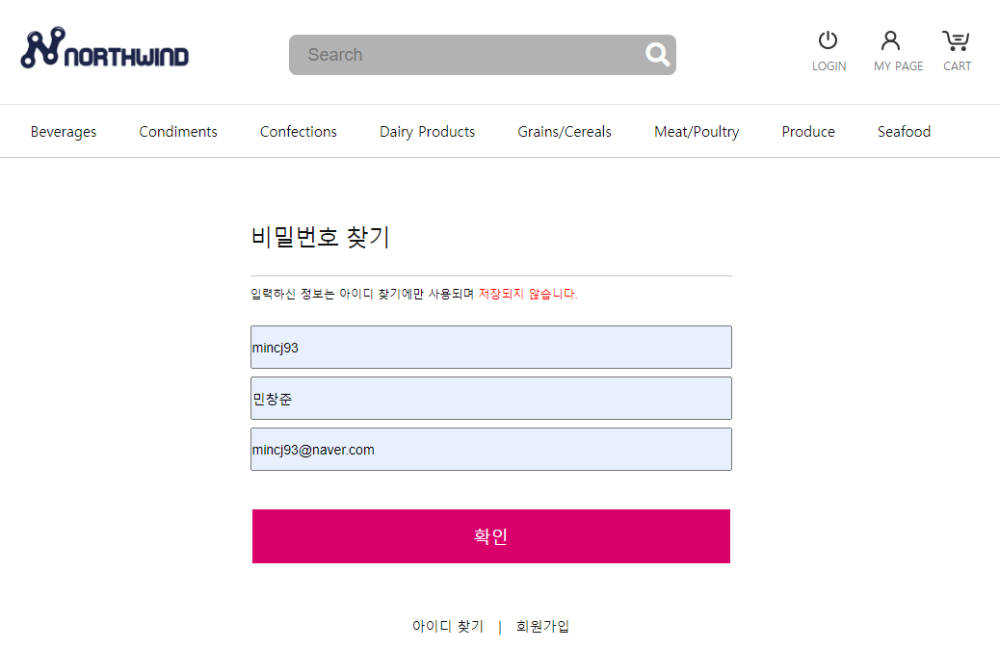 NORTHWIND
Search
LOGIN MY PAGE CART
Beverages Condiments Confections Dairy Products Grains/Cereals Meat/Poultry Produce Seafood
비밀번호 찾기
입력하신 정보는 아이디 찾기에만 사용되며 저장되지 않습니다.
mincj93
민창준
mincj93@naver.com
확인
아이디 찾기 | 회원가입